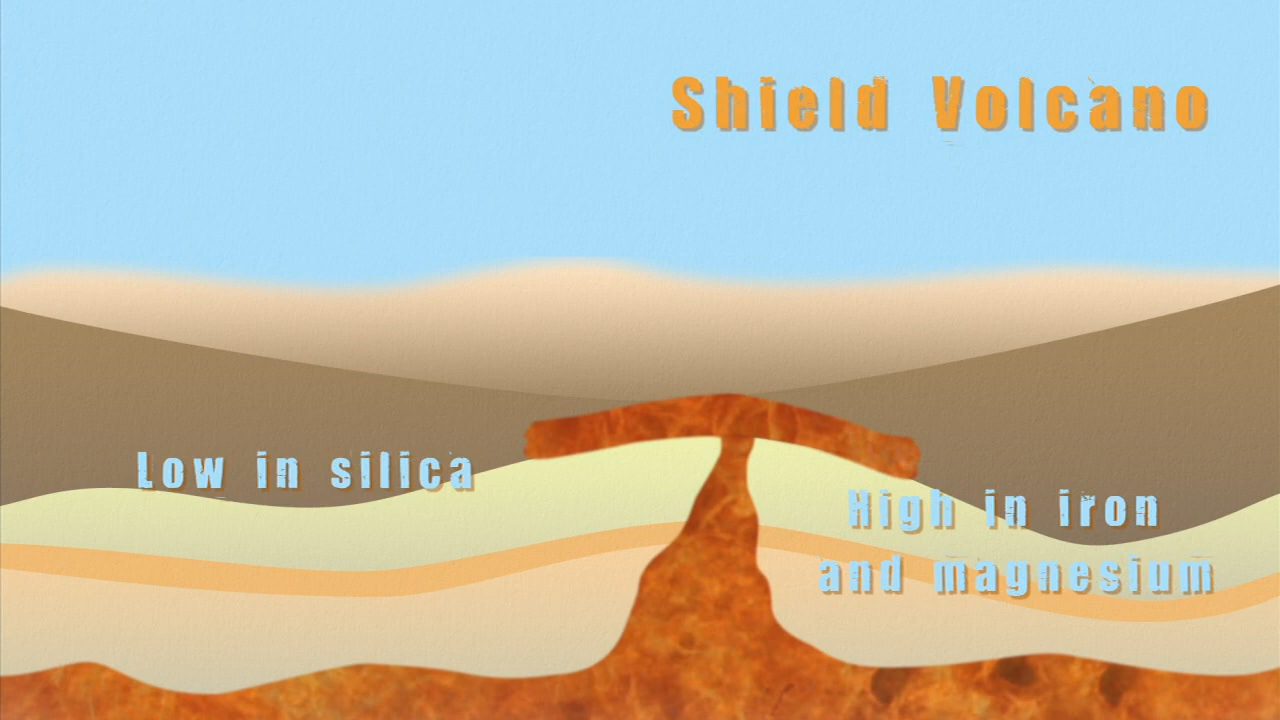 Shield Volcano
Low in silica
High in iron
and magnesium